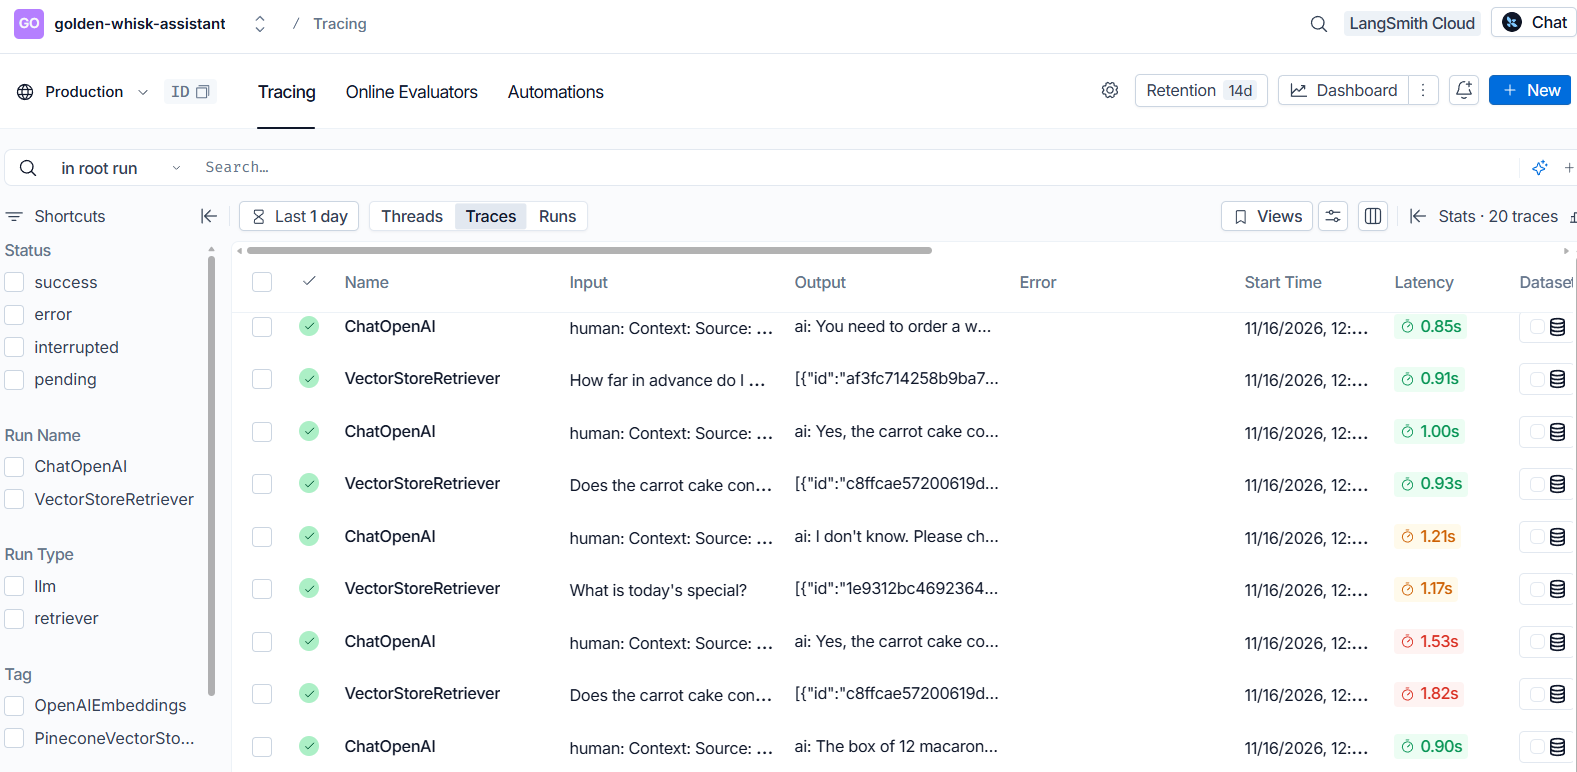 GO golden-whisk-assistant / Tracing LangSmith Cloud Chat
Production ID Tracing Online Evaluators Automations Retention 14d Dashboard + New
in root run Search...
Shortcuts Last 1 day Threads Traces Runs Views Stats · 20 traces
Status
success
error
interrupted
pending
Run Name
ChatOpenAI
VectorStoreRetriever
Run Type
llm
retriever
Tag
OpenAIEmbeddings
PineconeVectorSto...
Name Input Output Error Start Time Latency Dataset
ChatOpenAI human: Context: Source: ... ai: You need to order a w... 11/16/2026, 12:... 0.85s
VectorStoreRetriever How far in advance do I ... [{"id":"af3fc714258b9ba7... 11/16/2026, 12:... 0.91s
ChatOpenAI human: Context: Source: ... ai: Yes, the carrot cake co... 11/16/2026, 12:... 1.00s
VectorStoreRetriever Does the carrot cake con... [{"id":"c8ffcae57200619d... 11/16/2026, 12:... 0.93s
ChatOpenAI human: Context: Source: ... ai: I don't know. Please ch... 11/16/2026, 12:... 1.21s
VectorStoreRetriever What is today's special? [{"id":"1e9312bc4692364... 11/16/2026, 12:... 1.17s
ChatOpenAI human: Context: Source: ... ai: Yes, the carrot cake co... 11/16/2026, 12:... 1.53s
VectorStoreRetriever Does the carrot cake con... [{"id":"c8ffcae57200619d... 11/16/2026, 12:... 1.82s
ChatOpenAI human: Context: Source: ... ai: The box of 12 macaron... 11/16/2026, 12:... 0.90s